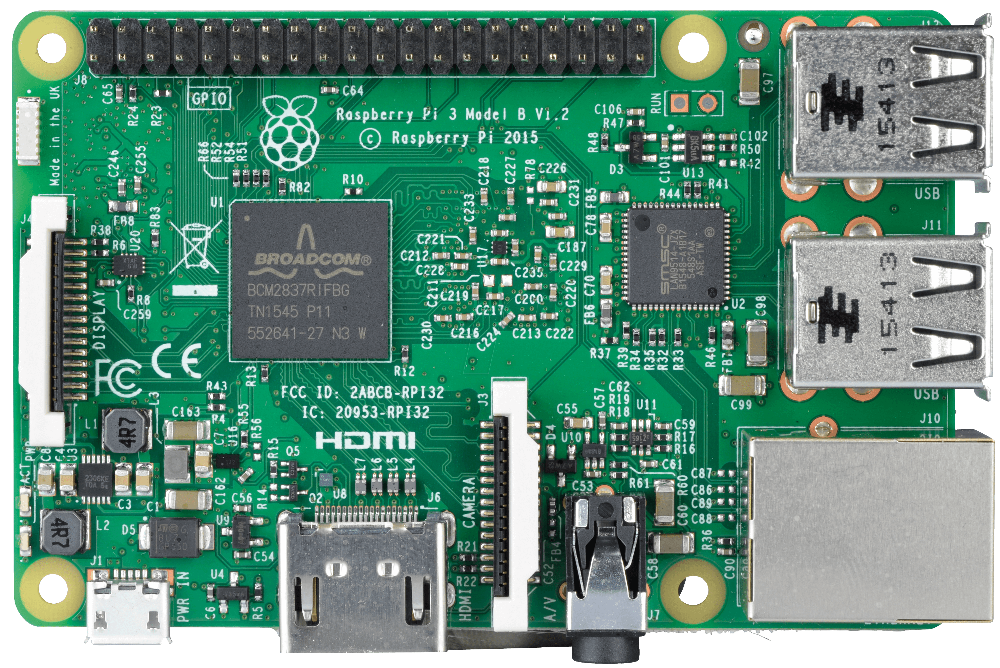 J8
C65
R24
R23
GPIO
C64
Made in the UK
Raspberry Pi 3 Model B V1.2
© Raspberry Pi 2015
RUN
C97
15413
USB
C106
R47
R48
D3
C101
U13
C102
R50
R42
R41
R44
C246
C255
R66
R52
R54
R51
R82
R10
U1
C218
C227
R78
C226
C231
C233
FB5
C78
J4
FB8
R83
R38
R6
U20
XTAF
R8
C259
DISPLAY
BROADCOM®
BCM2837RIFBG
TN1545 P11
552641-27 N3 W
C221
C212
C228
U17
C187
C229
C235
C211
C219
C200
C220
C217
C230
C216
C224
C213
C222
C70
FB6
SMSC®
LAN9514-JZX
B1548-A1B17
548S1AA
ASE-TW
e3
U2
C98
J11
15413
USB
R37
R39
R34
R35
R32
R33
R46
FB7
C99
FC
CE
R13
R12
FCC ID: 2ABCB-RPI32
IC: 20953-RPI32
HDMI
R43
R4
L3
L1
4R7
C163
C7
U16
R55
R56
R15
Q5
J3
C55
C57
C62
R19
R18
U11
D4
U10
Z165
C59
R17
R16
C61
R61
R60
C53
J10
ACT
PWR
C8
C4
U3
2306KE
C3
C162
C1
C56
R14
Q2
U8
L7
L6
L5
L4
J6
CAMERA
L2
4R7
D5
U9
C54
J1
PWR IN
U4
C6
R5
R21
R22
HDMI
C52
FB4
A/V
C60
C58
J7
C87
C86
C89
C88
R36
C90